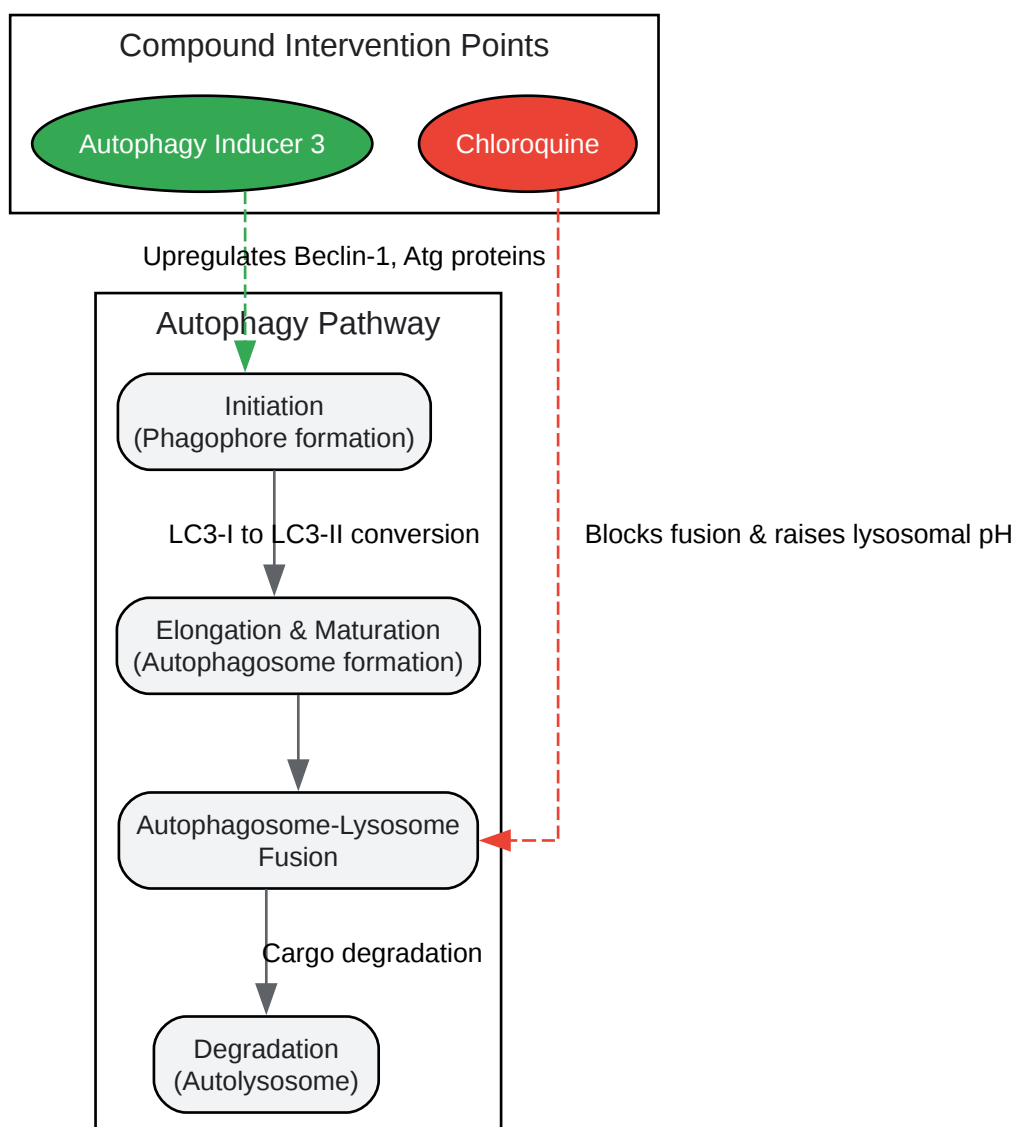 Compound Intervention Points
Autophagy Inducer 3
Chloroquine
Upregulates Beclin-1, Atg proteins
Autophagy Pathway
Initiation
(Phagophore formation)
LC3-I to LC3-II conversion
Blocks fusion & raises lysosomal pH
Elongation & Maturation
(Autophagosome formation)
Autophagosome-Lysosome
Fusion
Cargo degradation
Degradation
(Autolysosome)